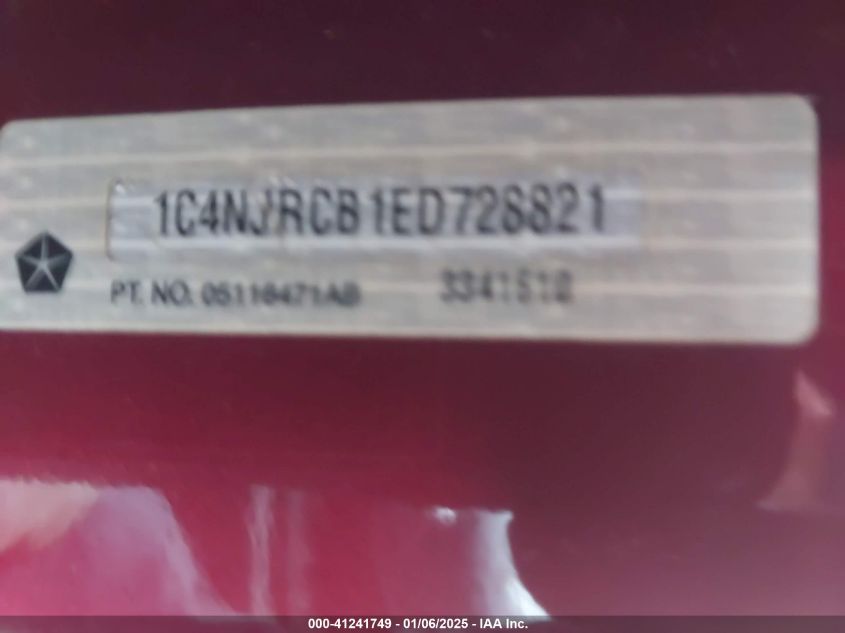 1C4NJRCB1ED728821
PT. NO. 05116471AB 3341512
000-41241749 - 01/06/2025 - IAA Inc.